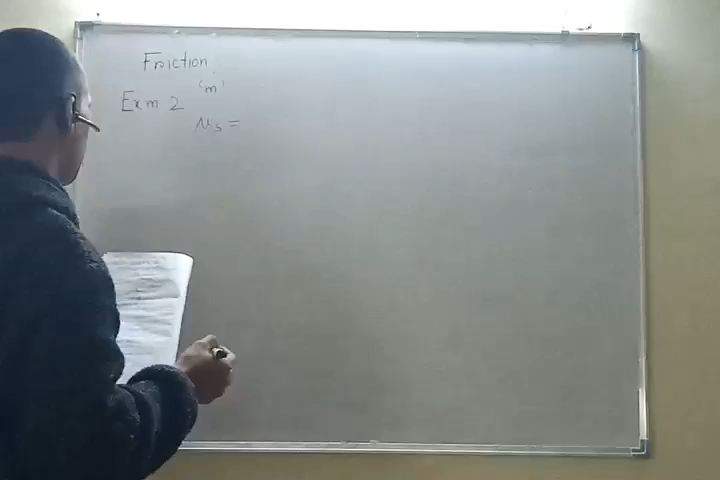 Friction
'm'
Exm 2
μs =